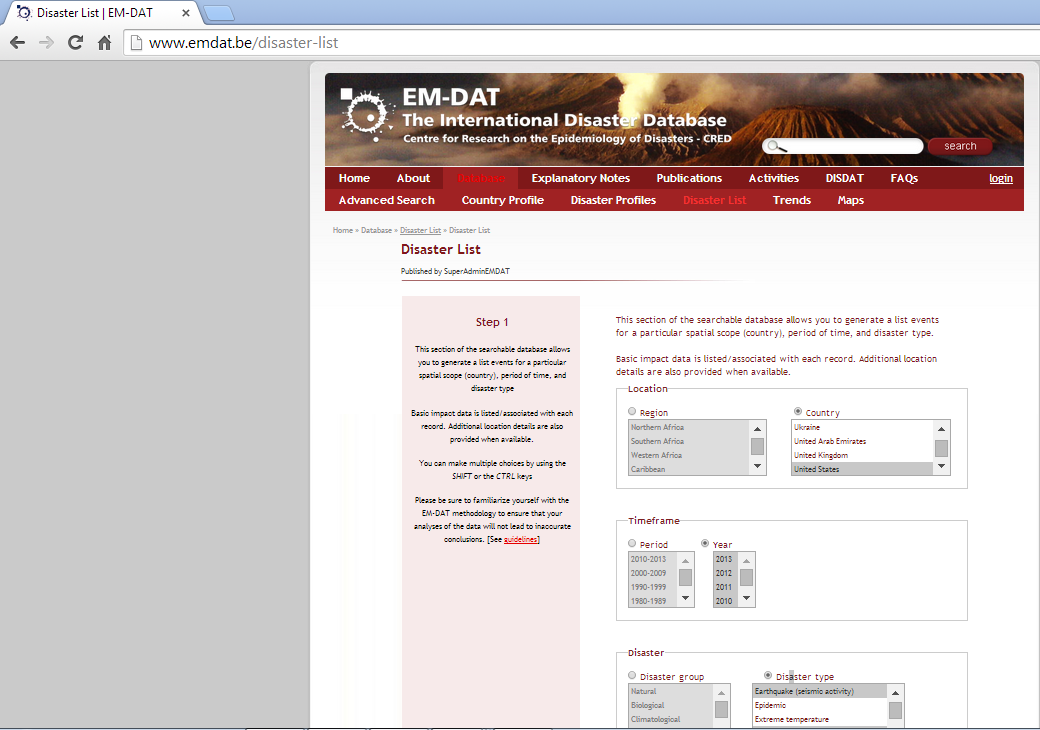 Disaster List | EM-DAT
www.emdat.be/disaster-list
EM-DAT
The International Disaster Database
Centre for Research on the Epidemiology of Disasters - CRED
search
Home About Database Explanatory Notes Publications Activities DISDAT FAQs login
Advanced Search Country Profile Disaster Profiles Disaster List Trends Maps
Home » Database » Disaster List » Disaster List
Disaster List
Published by SuperAdminEMDAT
Step 1
This section of the searchable database allows
you to generate a list events for a particular
spatial scope (country), period of time, and
disaster type
Basic impact data is listed/associated with each
record. Additional location details are also
provided when available.
You can make multiple choices by using the
SHIFT or the CTRL keys
Please be sure to familiarize yourself with the
EM-DAT methodology to ensure that your
analyses of the data will not lead to inaccurate
conclusions. [See guidelines]
This section of the searchable database allows you to generate a list events
for a particular spatial scope (country), period of time, and disaster type.
Basic impact data is listed/associated with each record. Additional location
details are also provided when available.
Location
Region
Northern Africa
Southern Africa
Western Africa
Caribbean
Country
Ukraine
United Arab Emirates
United Kingdom
United States
Timeframe
Period
2010-2013
2000-2009
1990-1999
1980-1989
Year
2013
2012
2011
2010
Disaster
Disaster group
Natural
Biological
Climatological
Disaster type
Earthquake (seismic activity)
Epidemic
Extreme temperature